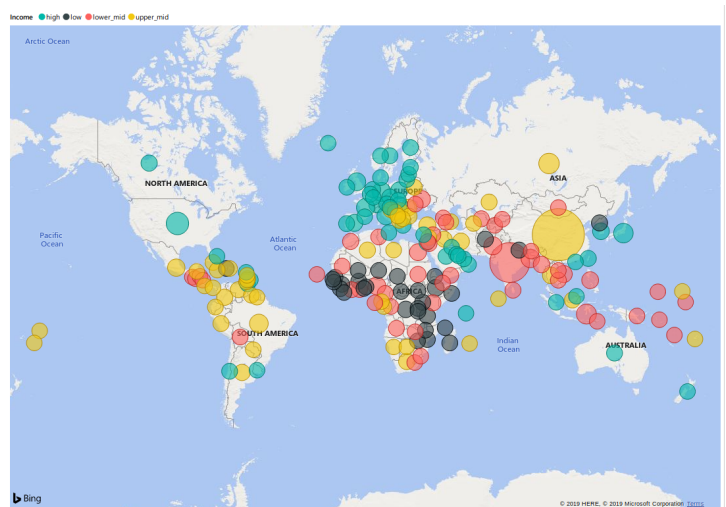 Income high low lower_mid upper_mid
Arctic Ocean
NORTH AMERICA
EUROPE
ASIA
Pacific
Ocean
Atlantic
Ocean
AFRICA
SOUTH AMERICA
Indian
Ocean
AUSTRALIA
Bing
© 2019 HERE, © 2019 Microsoft Corporation Terms